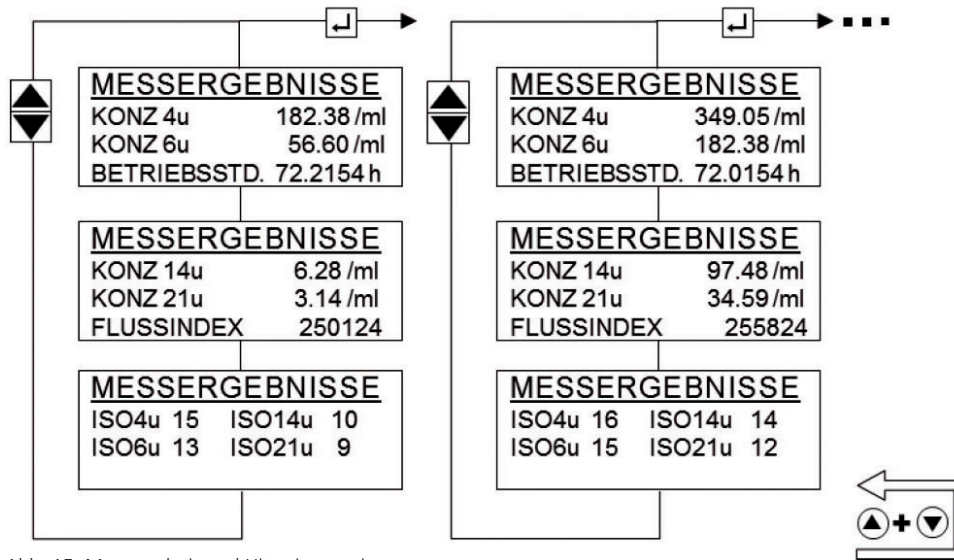 MESSERGEBNISSE
KONZ 4u 182.38 /ml
KONZ 6u 56.60 /ml
BETRIEBSSTD. 72.2154 h
MESSERGEBNISSE
KONZ 14u 6.28 /ml
KONZ 21u 3.14 /ml
FLUSSINDEX 250124
MESSERGEBNISSE
ISO4u 15 ISO14u 10
ISO6u 13 ISO21u 9
MESSERGEBNISSE
KONZ 4u 349.05 /ml
KONZ 6u 182.38 /ml
BETRIEBSSTD. 72.0154 h
MESSERGEBNISSE
KONZ 14u 97.48 /ml
KONZ 21u 34.59 /ml
FLUSSINDEX 255824
MESSERGEBNISSE
ISO4u 16 ISO14u 14
ISO6u 15 ISO21u 12
+